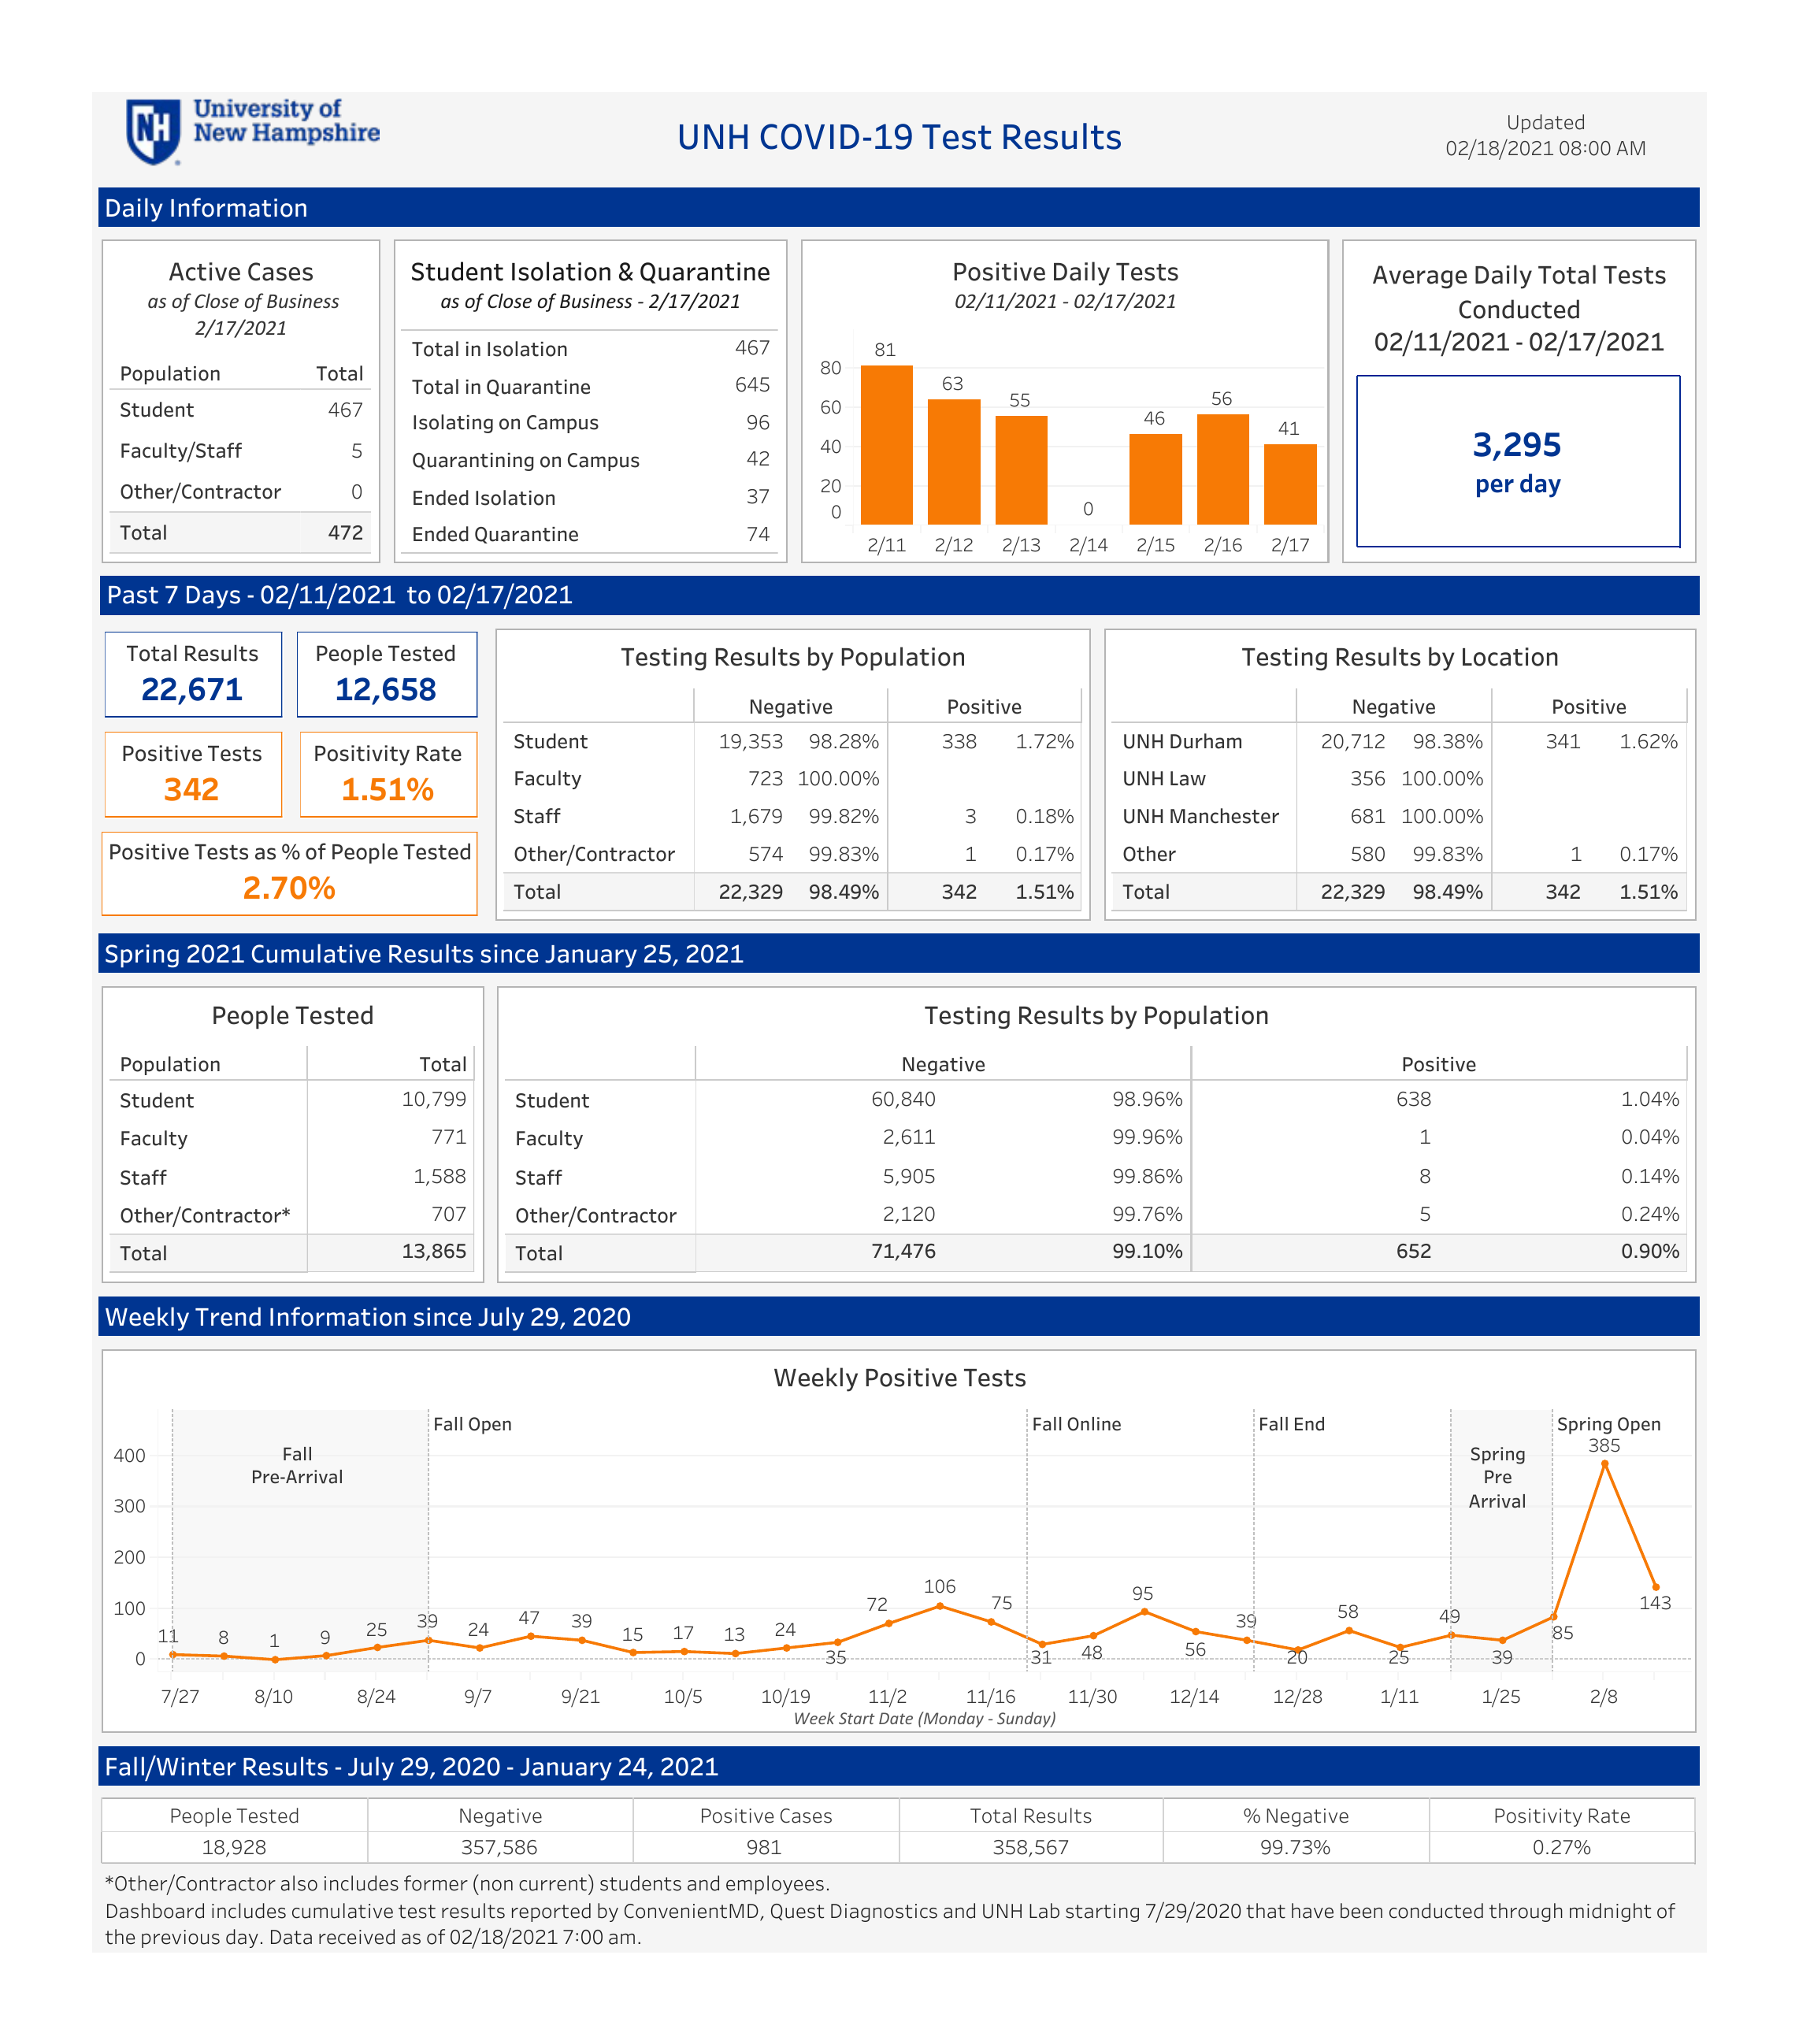 University of
New Hampshire
NH
UNH COVID-19 Test Results
Updated
02/18/2021 08:00 AM
Daily Information
Active Cases
as of Close of Business
2/17/2021
Population Total
Student 467
Faculty/Staff 5
Other/Contractor 0
Total 472
Student Isolation & Quarantine
as of Close of Business - 2/17/2021
Total in Isolation 467
Total in Quarantine 645
Isolating on Campus 96
Quarantining on Campus 42
Ended Isolation 37
Ended Quarantine 74
Positive Daily Tests
02/11/2021 - 02/17/2021
80
60
40
20
0
81 63 55 0 46 56 41
2/11 2/12 2/13 2/14 2/15 2/16 2/17
Average Daily Total Tests
Conducted
02/11/2021 - 02/17/2021
3,295
per day
Past 7 Days - 02/11/2021 to 02/17/2021
Total Results
22,671
People Tested
12,658
Positive Tests
342
Positivity Rate
1.51%
Positive Tests as % of People Tested
2.70%
Testing Results by Population
Negative Positive
Student 19,353 98.28% 338 1.72%
Faculty 723 100.00%
Staff 1,679 99.82% 3 0.18%
Other/Contractor 574 99.83% 1 0.17%
Total 22,329 98.49% 342 1.51%
Testing Results by Location
Negative Positive
UNH Durham 20,712 98.38% 341 1.62%
UNH Law 356 100.00%
UNH Manchester 681 100.00%
Other 580 99.83% 1 0.17%
Total 22,329 98.49% 342 1.51%
Spring 2021 Cumulative Results since January 25, 2021
People Tested
Population Total
Student 10,799
Faculty 771
Staff 1,588
Other/Contractor* 707
Total 13,865
Testing Results by Population
Negative Positive
Student 60,840 98.96% 638 1.04%
Faculty 2,611 99.96% 1 0.04%
Staff 5,905 99.86% 8 0.14%
Other/Contractor 2,120 99.76% 5 0.24%
Total 71,476 99.10% 652 0.90%
Weekly Trend Information since July 29, 2020
Weekly Positive Tests
Fall
Pre-Arrival
Fall Open
Fall Online
Fall End
Spring
Pre
Arrival
Spring Open
400
300
200
100
0
11 8 1 9 25 39 24 47 39 15 17 13 24 35 72 106 75 31 48 95 56 39 20 58 25 49 39 85 385 143
7/27 8/10 8/24 9/7 9/21 10/5 10/19 11/2 11/16 11/30 12/14 12/28 1/11 1/25 2/8
Week Start Date (Monday - Sunday)
Fall/Winter Results - July 29, 2020 - January 24, 2021
People Tested Negative Positive Cases Total Results % Negative Positivity Rate
18,928 357,586 981 358,567 99.73% 0.27%
*Other/Contractor also includes former (non current) students and employees.
Dashboard includes cumulative test results reported by ConvenientMD, Quest Diagnostics and UNH Lab starting 7/29/2020 that have been conducted through midnight of
the previous day. Data received as of 02/18/2021 7:00 am.